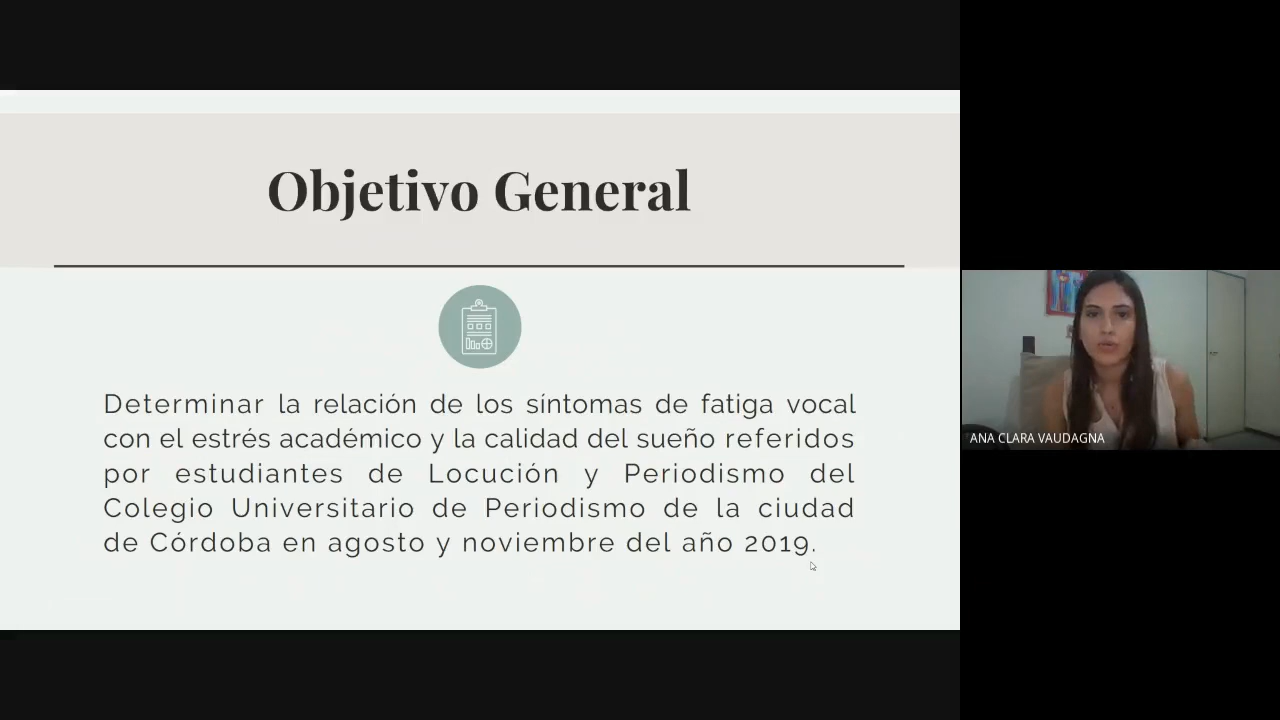 Objetivo General
Determinar la relación de los síntomas de fatiga vocal
con el estrés académico y la calidad del sueño referidos
por estudiantes de Locución y Periodismo del
Colegio Universitario de Periodismo de la ciudad
de Córdoba en agosto y noviembre del año 2019.
ANA CLARA VAUDAGNA